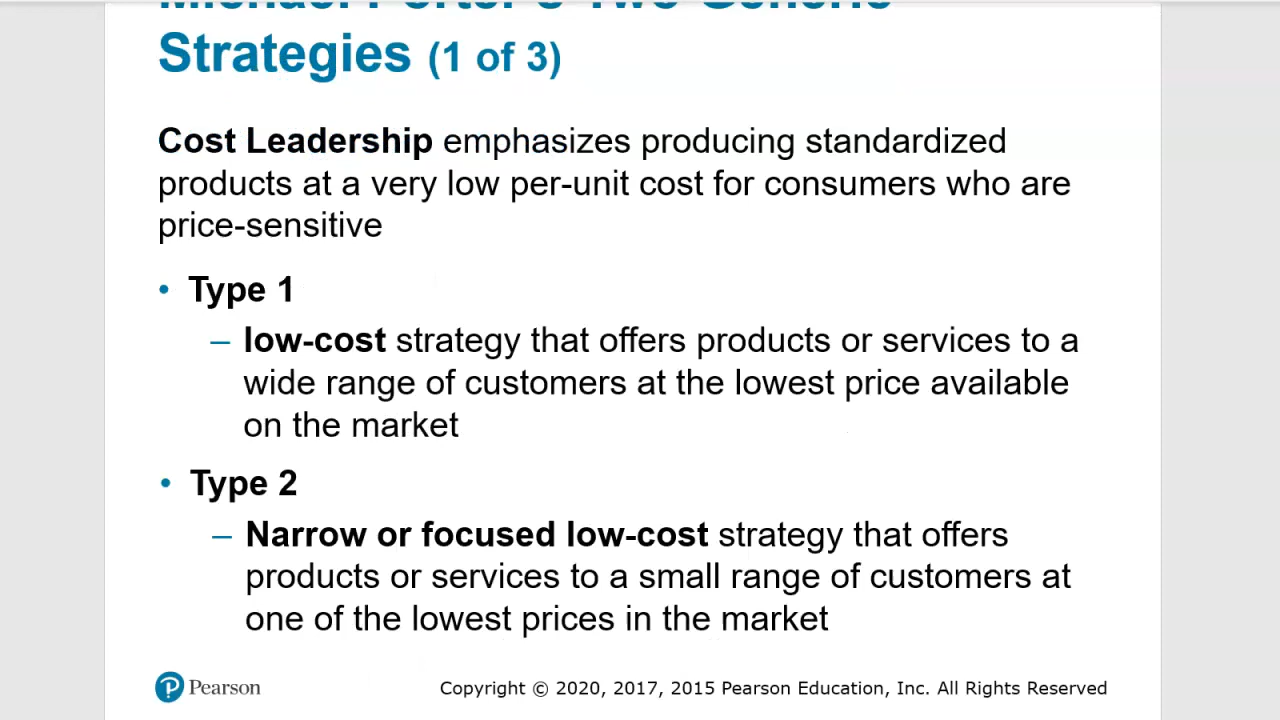 Michael Porter's Two Generic
Strategies (1 of 3)
Cost Leadership emphasizes producing standardized
products at a very low per-unit cost for consumers who are
price-sensitive
• Type 1
– low-cost strategy that offers products or services to a
wide range of customers at the lowest price available
on the market
• Type 2
– Narrow or focused low-cost strategy that offers
products or services to a small range of customers at
one of the lowest prices in the market
Pearson
Copyright © 2020, 2017, 2015 Pearson Education, Inc. All Rights Reserved